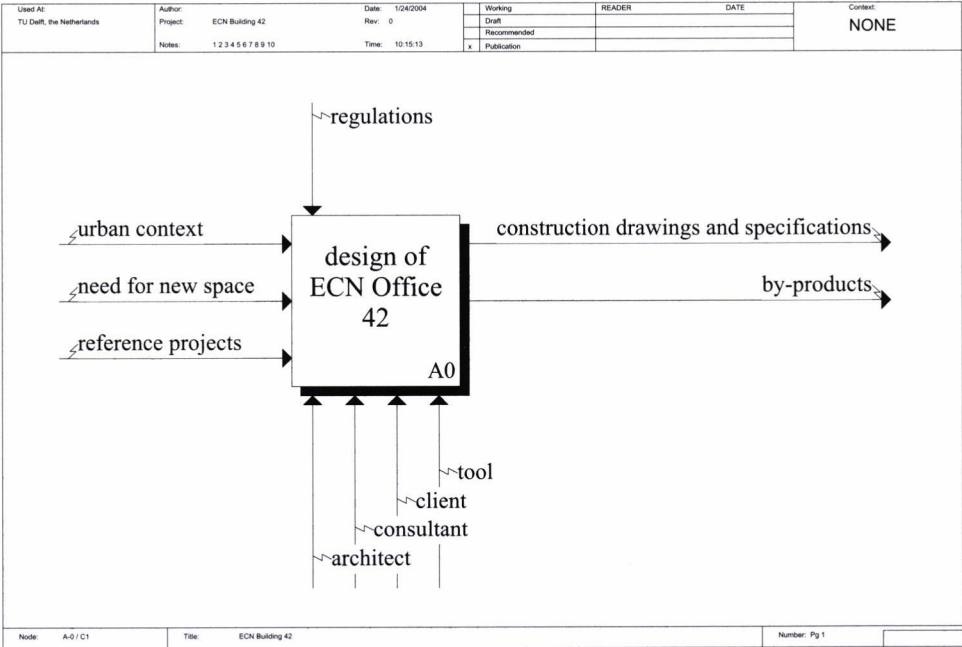 Used At: Author: Date: 1/24/2004 Working READER DATE Context:
TU Delft, the Netherlands Project: ECN Building 42 Rev: 0 Draft NONE
Recommended
Notes: 1 2 3 4 5 6 7 8 9 10 Time: 10:15:13 x Publication
regulations
urban context
need for new space
reference projects
design of
ECN Office
42
A0
construction drawings and specifications
by-products
tool
client
consultant
architect
Node: A-0 / C1 Title: ECN Building 42 Number: Pg 1